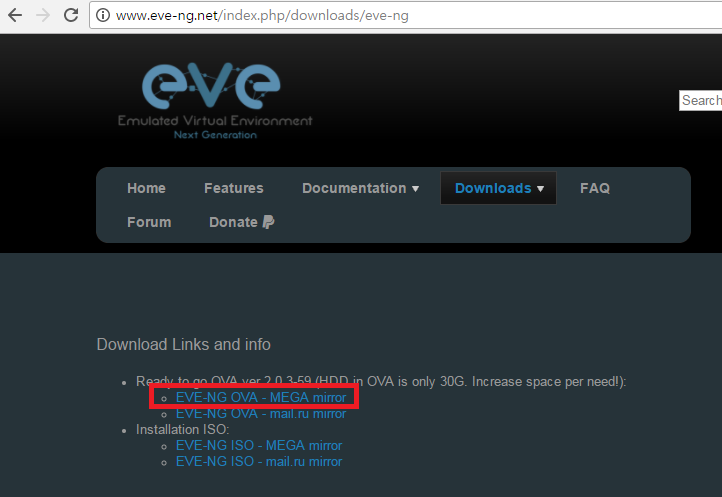 www.eve-ng.net/index.php/downloads/eve-ng
eve
Emulated Virtual Environment
Next Generation
Search
Home Features Documentation Downloads FAQ
Forum Donate
Download Links and info
Ready to go OVA ver 2.0.3-59 (HDD in OVA is only 30G. Increase space per need!):
EVE-NG OVA - MEGA mirror
EVE-NG OVA - mail.ru mirror
Installation ISO:
EVE-NG ISO - MEGA mirror
EVE-NG ISO - mail.ru mirror